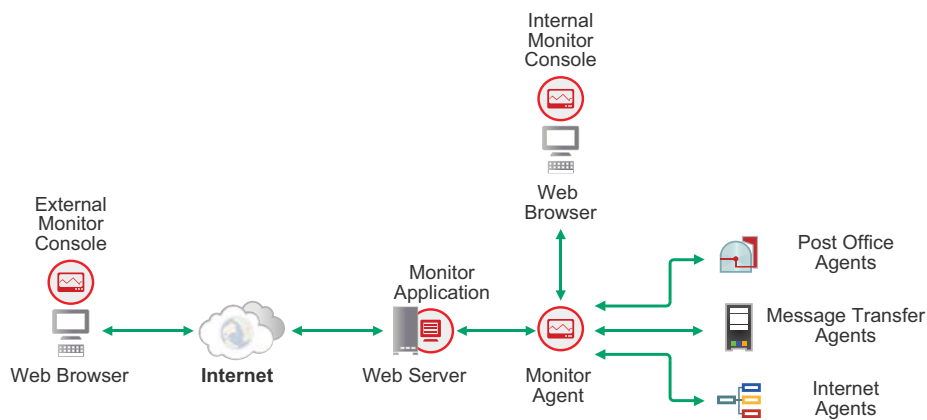 Internal
Monitor
Console
Web
Browser
External
Monitor
Console
Web Browser
Internet
Monitor
Application
Web Server
Monitor
Agent
Post Office
Agents
Message Transfer
Agents
Internet
Agents